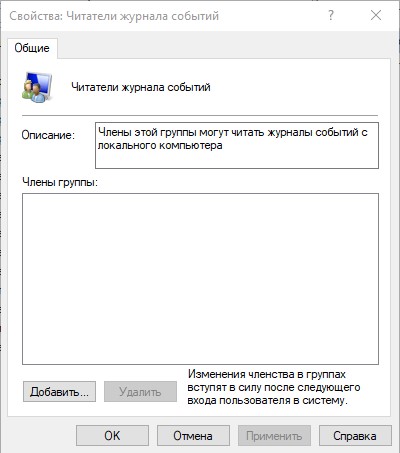 Свойства: Читатели журнала событий
?
Общие
Читатели журнала событий
Описание:
Члены этой группы могут читать журналы событий с
локального компьютера
Члены группы:
Добавить...
Удалить
Изменения членства в группах
вступят в силу после следующего
входа пользователя в систему.
ОК
Отмена
Применить
Справка